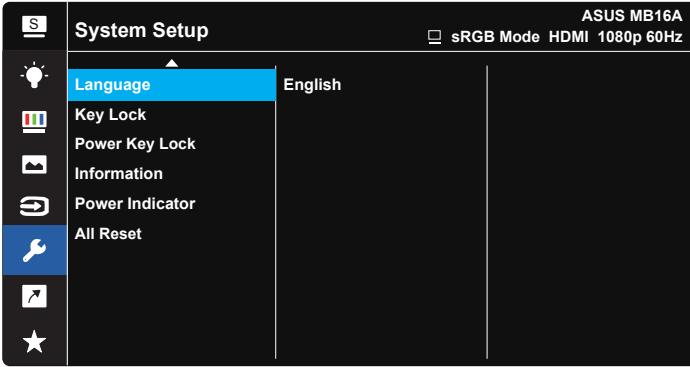 S
System Setup
ASUS MB16A
sRGB Mode HDMI 1080p 60Hz
Language
English
Key Lock
Power Key Lock
Information
Power Indicator
All Reset